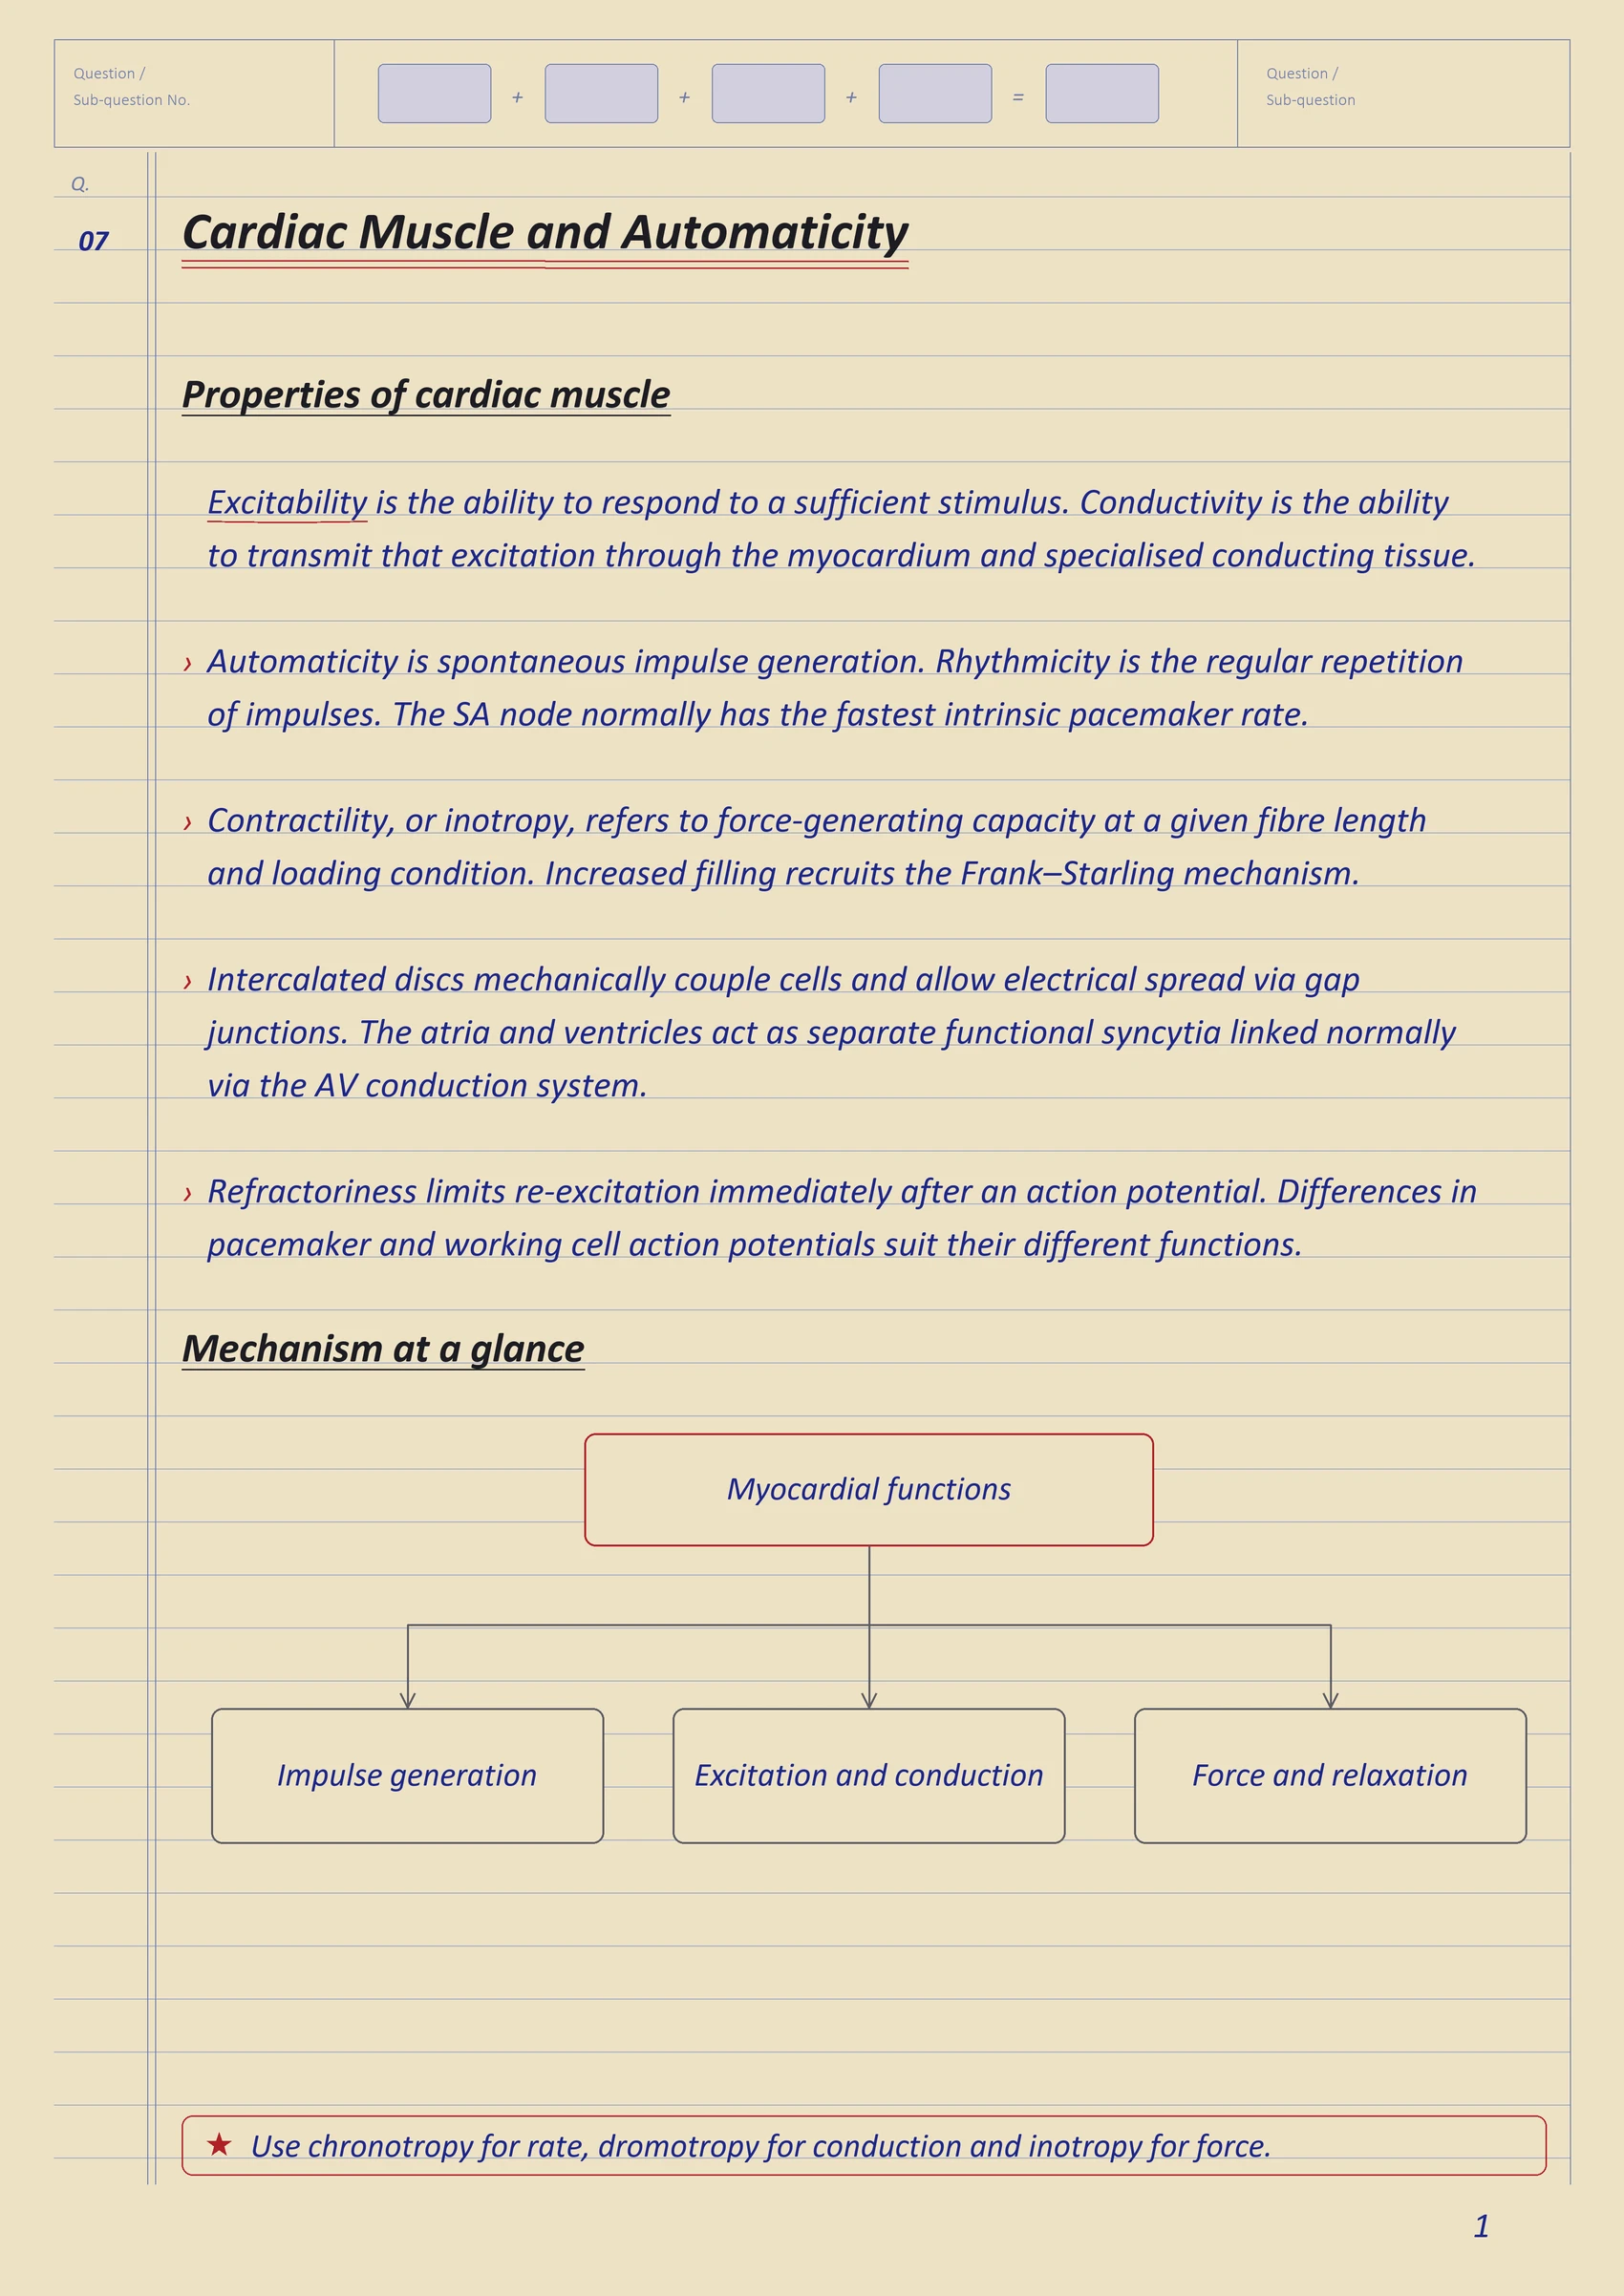 Question /
Sub-question No.
+ + + =
Question /
Sub-question
Q.
07
Cardiac Muscle and Automaticity
Properties of cardiac muscle
Excitability is the ability to respond to a sufficient stimulus. Conductivity is the ability
to transmit that excitation through the myocardium and specialised conducting tissue.
› Automaticity is spontaneous impulse generation. Rhythmicity is the regular repetition
of impulses. The SA node normally has the fastest intrinsic pacemaker rate.
› Contractility, or inotropy, refers to force-generating capacity at a given fibre length
and loading condition. Increased filling recruits the Frank–Starling mechanism.
› Intercalated discs mechanically couple cells and allow electrical spread via gap
junctions. The atria and ventricles act as separate functional syncytia linked normally
via the AV conduction system.
› Refractoriness limits re-excitation immediately after an action potential. Differences in
pacemaker and working cell action potentials suit their different functions.
Mechanism at a glance
Myocardial functions
Impulse generation
Excitation and conduction
Force and relaxation
★ Use chronotropy for rate, dromotropy for conduction and inotropy for force.
1